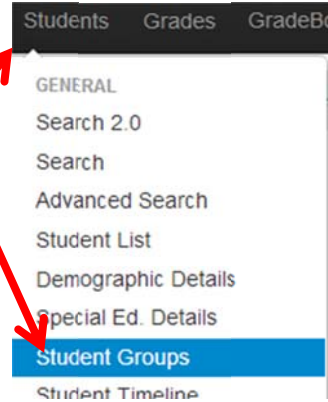 Students Grades GradeBo
GENERAL
Search 2.0
Search
Advanced Search
Student List
Demographic Details
Special Ed. Details
Student Groups
Student Timeline